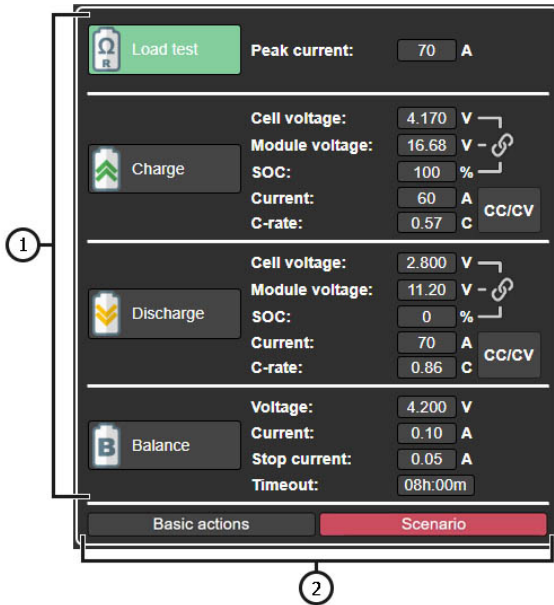 Ω
R
Load test
Peak current: 70 A
Charge
Cell voltage: 4.170 V
Module voltage: 16.68 V
SOC: 100 %
Current: 60 A
C-rate: 0.57 C
CC/CV
Discharge
Cell voltage: 2.800 V
Module voltage: 11.20 V
SOC: 0 %
Current: 70 A
C-rate: 0.86 C
CC/CV
B
Balance
Voltage: 4.200 V
Current: 0.10 A
Stop current: 0.05 A
Timeout: 08h:00m
Basic actions Scenario
1
2